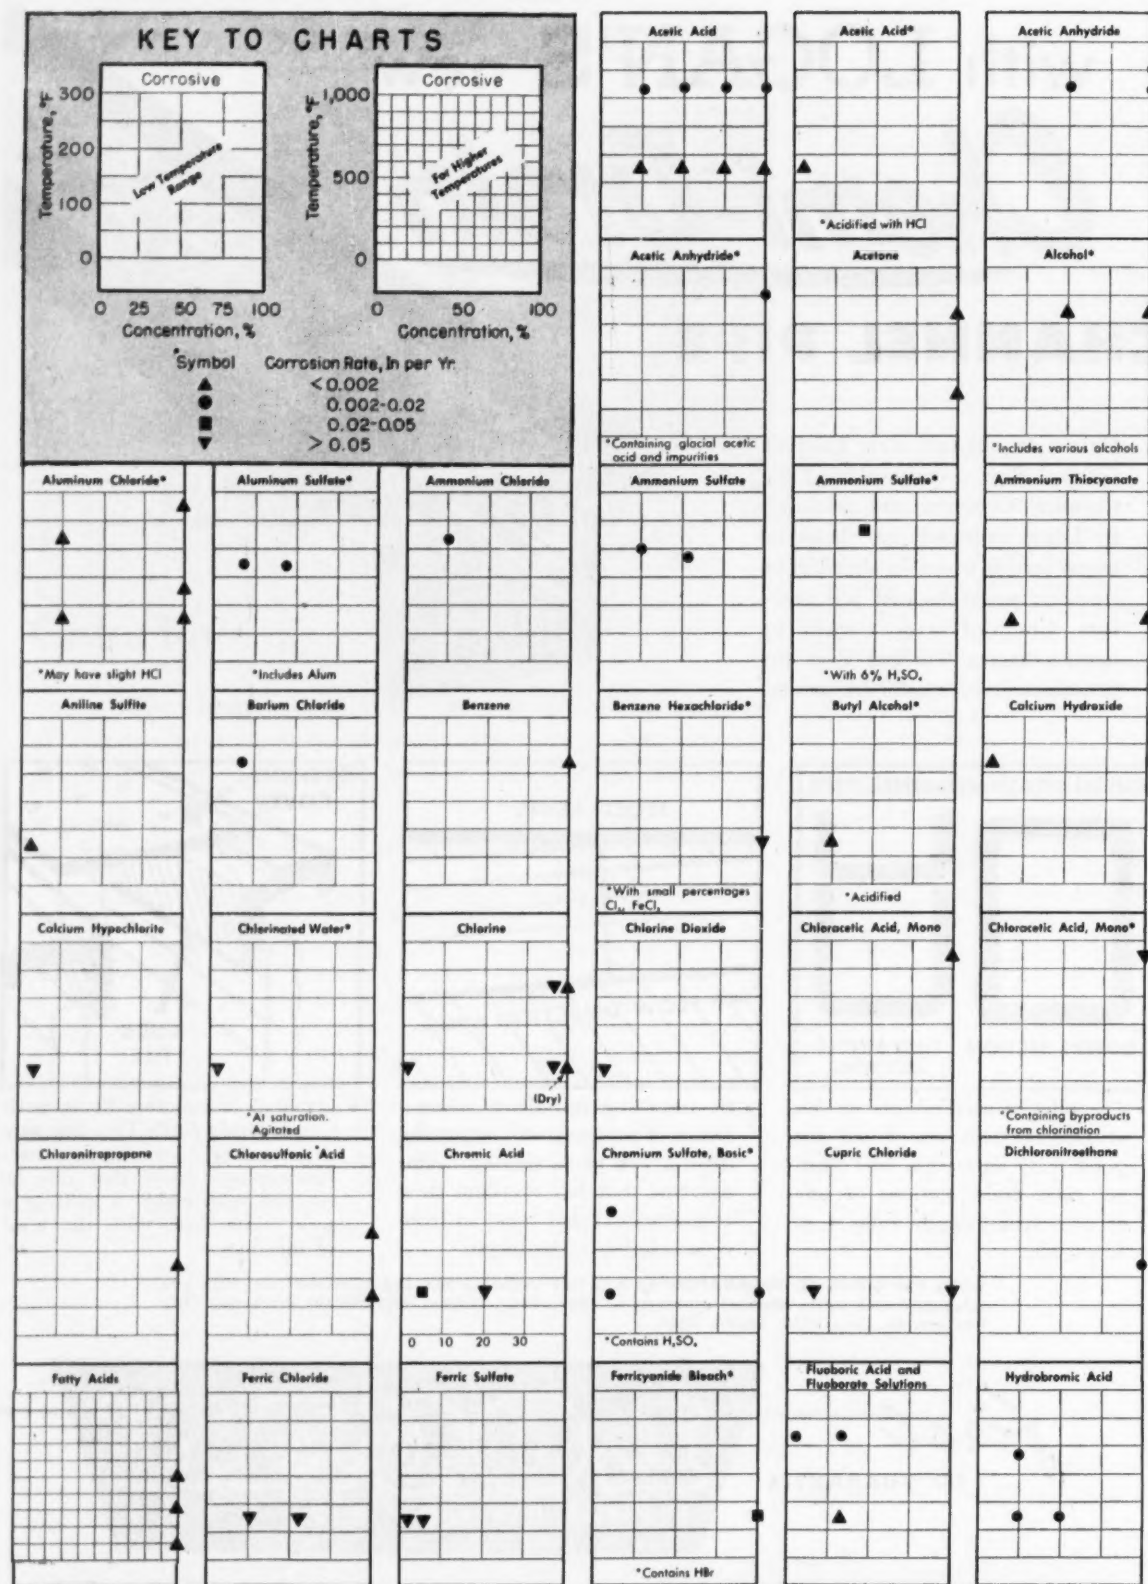 KEY TO CHARTS
Corrosive
Temperature, °F
300
200
100
0
Low Temperature
Range
0 25 50 75 100
Concentration, %
Corrosive
Temperature, °F
1,000
500
0
For Higher
Temperatures
0 50 100
Concentration, %
*Symbol Corrosion Rate, In per Yr.
▲ <0.002
● 0.002-0.02
■ 0.02-0.05
▼ >0.05
Acetic Acid
Acetic Acid*
*Acidified with HCl
Acetic Anhydride
Acetic Anhydride*
*Containing glacial acetic
acid and impurities
Acetone
Alcohol*
*Includes various alcohols
Aluminum Chloride*
*May have slight HCl
Aluminum Sulfate*
*Includes Alum
Ammonium Chloride
Ammonium Sulfate
Ammonium Sulfate*
*With 6% H₂SO₄
Ammonium Thiocyanate
Aniline Sulfite
Barium Chloride
Benzene
Benzene Hexachloride*
*With small percentages
Cl₂, FeCl₃
Butyl Alcohol*
*Acidified
Calcium Hydroxide
Calcium Hypochlorite
Chlorinated Water*
*At saturation.
Agitated
Chlorine
(Dry)
Chlorine Dioxide
Chloracetic Acid, Mono
Chloracetic Acid, Mono*
*Containing byproducts
from chlorination
Chloronitropropane
Chlorosulfonic Acid
Chromic Acid
0 10 20 30
Chromium Sulfate, Basic*
*Contains H₂SO₄
Cupric Chloride
Dichloronitroethane
Fatty Acids
Ferric Chloride
Ferric Sulfate
Ferricyanide Bleach*
*Contains HBr
Fluoboric Acid and
Fluoborate Solutions
Hydrobromic Acid